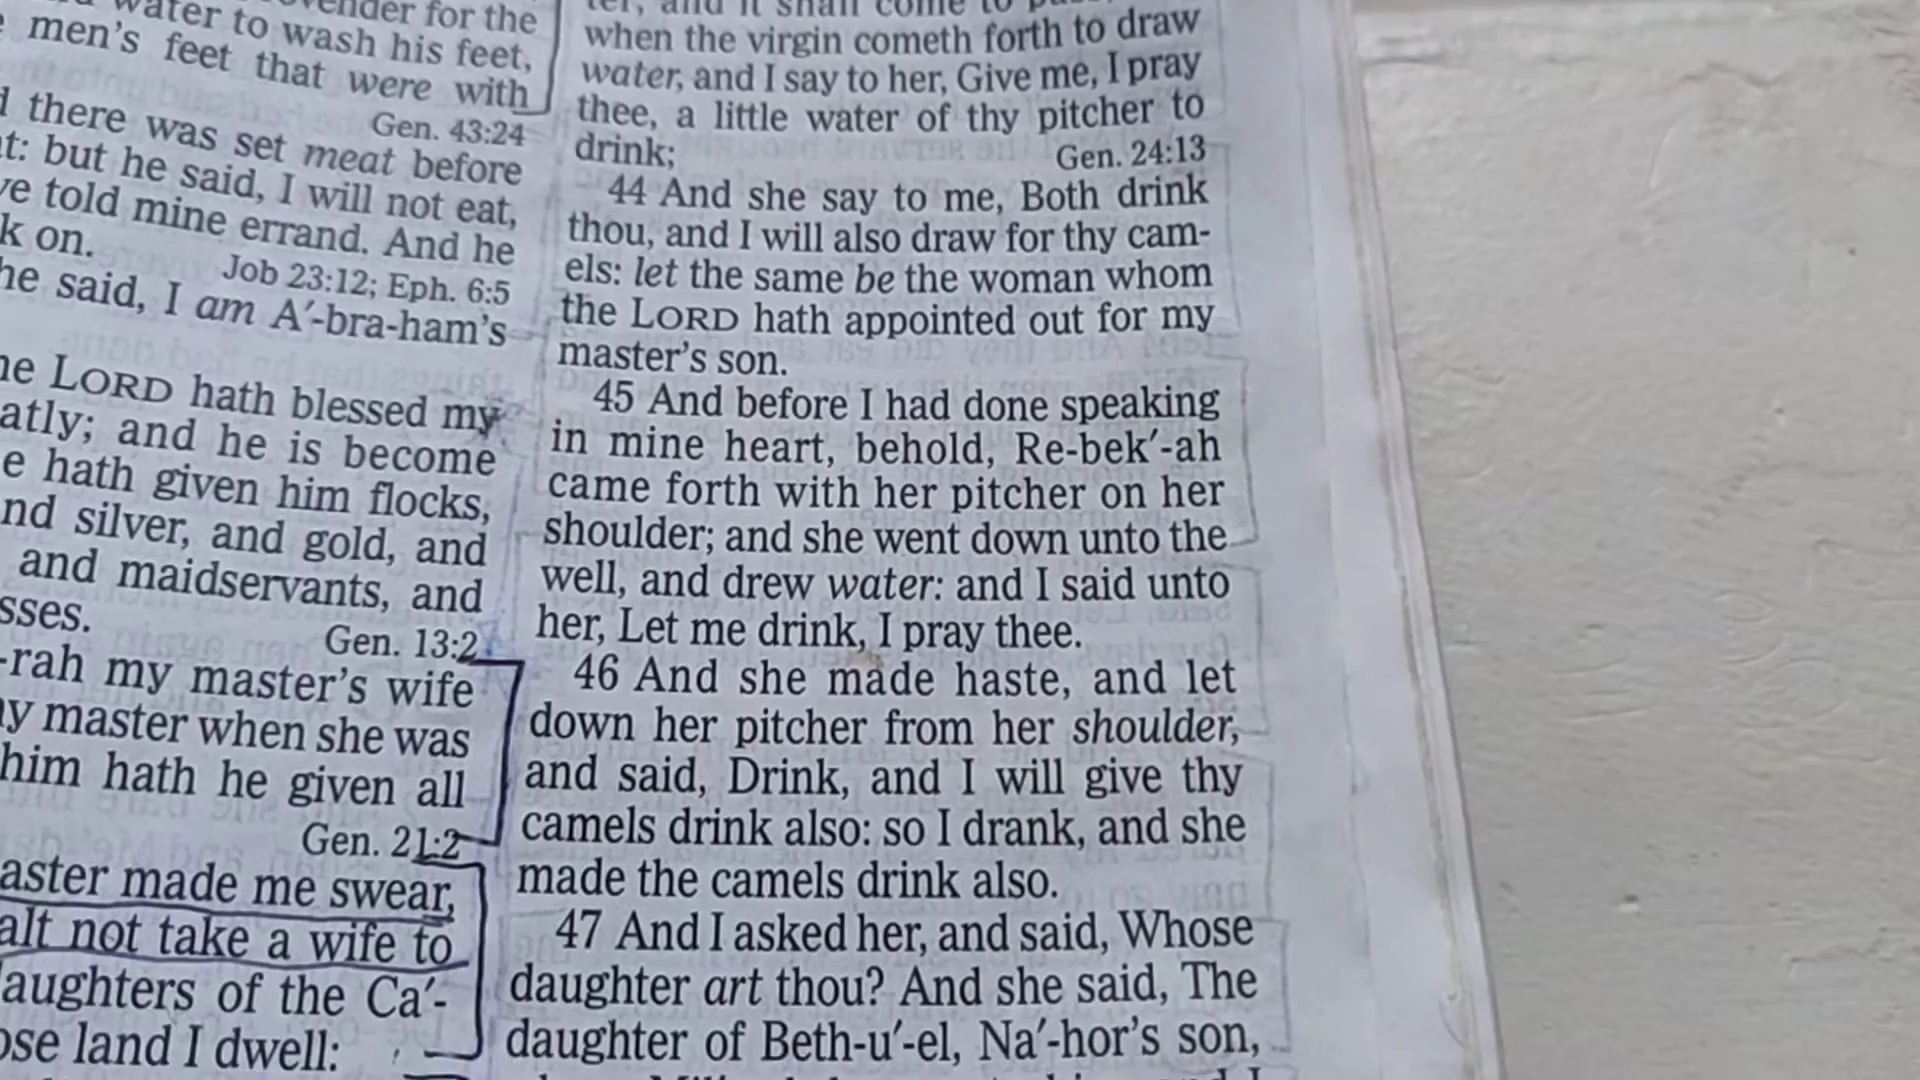 water to wash his feet,
men's feet that were with
Gen. 43:24
there was set meat before
but he said, I will not eat,
told mine errand. And he
on.
Job 23:12; Eph. 6:5
he said, I am A′-bra-ham's
LORD hath blessed my
atly; and he is become
hath given him flocks,
nd silver, and gold, and
and maidservants, and
sses.
Gen. 13:2
-rah my master's wife
master when she was
him hath he given all
Gen. 21:2
aster made me swear,
alt not take a wife to
aughters of the Ca′-
ose land I dwell:
when the virgin cometh forth to draw
water, and I say to her, Give me, I pray
thee, a little water of thy pitcher to
drink; Gen. 24:13
44 And she say to me, Both drink
thou, and I will also draw for thy cam-
els: let the same be the woman whom
the LORD hath appointed out for my
master's son.
45 And before I had done speaking
in mine heart, behold, Re-bek′-ah
came forth with her pitcher on her
shoulder; and she went down unto the
well, and drew water: and I said unto
her, Let me drink, I pray thee.
46 And she made haste, and let
down her pitcher from her shoulder,
and said, Drink, and I will give thy
camels drink also: so I drank, and she
made the camels drink also.
47 And I asked her, and said, Whose
daughter art thou? And she said, The
daughter of Beth-u′-el, Na′-hor's son,